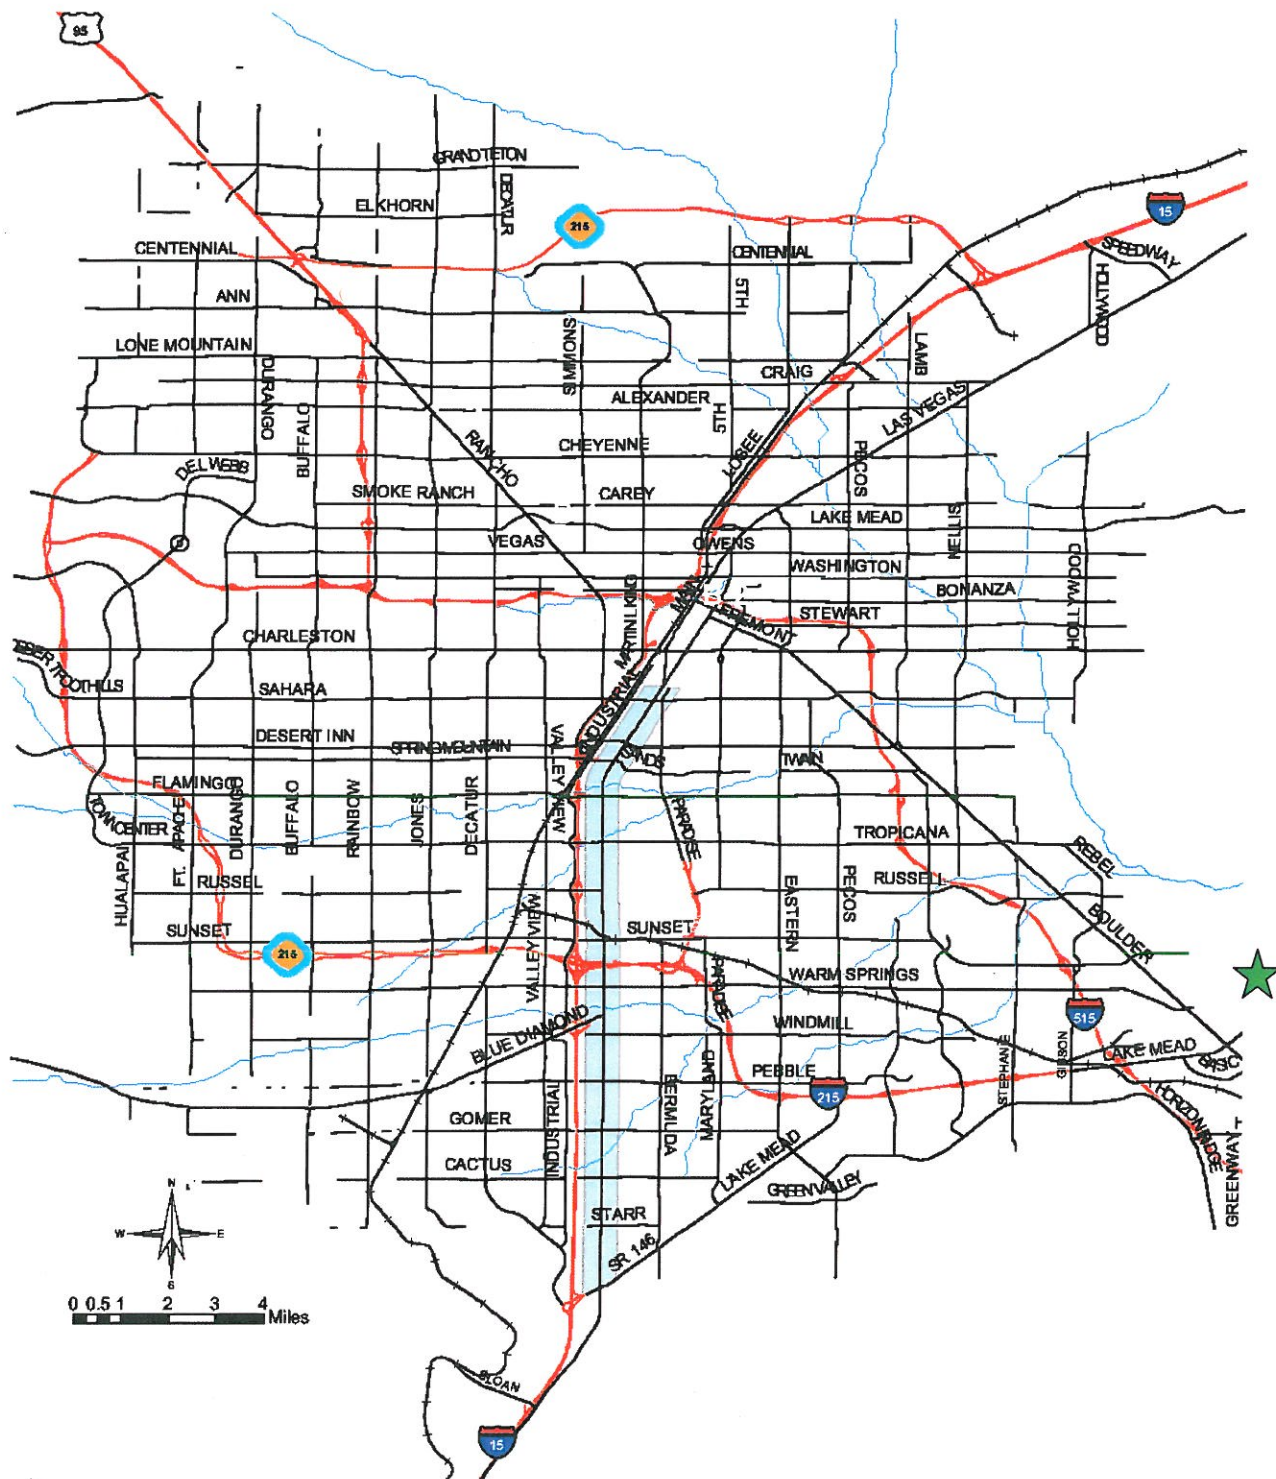 95
GRAND TETON
ELKHORN
DECATUR
215
15
CENTENNIAL
CENTENNIAL
SPEEDWAY
ANN
5TH
HOLLYWOOD
LONE MOUNTAIN
SIMMONS
LAMB
CRAIG
DURANGO
ALEXANDER
LAS VEGAS
BUFFALO
5TH
RANCHO
CHEYENNE
LOSEE
PECOS
DEL WEBB
SMOKE RANCH
CAREY
LAKE MEAD
NELLIS
VEGAS
OWENS
WASHINGTON
HOLLYWOOD
BONANZA
MARTIN L KING
MAIN
STEWART
FREMONT
CHARLESTON
INDUSTRIAL
SAHARA
DESERT INN
SPRING MOUNTAIN
VALLEY VIEW
TWAIN
FLAMINGO
TOWN CENTER
FT. APACHE
DURANGO
BUFFALO
RAINBOW
JONES
DECATUR
PARADISE
TROPICANA
REBEL
HUALAPAI
RUSSEL
EASTERN
PECOS
RUSSELL
BOULDER
SUNSET
SUNSET
215
VALLEY VIEW
PARADISE
WARM SPRINGS
515
BLUE DIAMOND
WINDMILL
STEPHANIE
GIBSON
LAKE MEAD
BASIC
PEBBLE
215
GOMER
INDUSTRIAL
BERMUDA
MARYLAND
HORIZON RIDGE
CACTUS
LAKE MEAD
GREEN VALLEY
GREENWAY
STARR
SR 146
N
W E
S
0 0.5 1 2 3 4 Miles
SLOAN
15